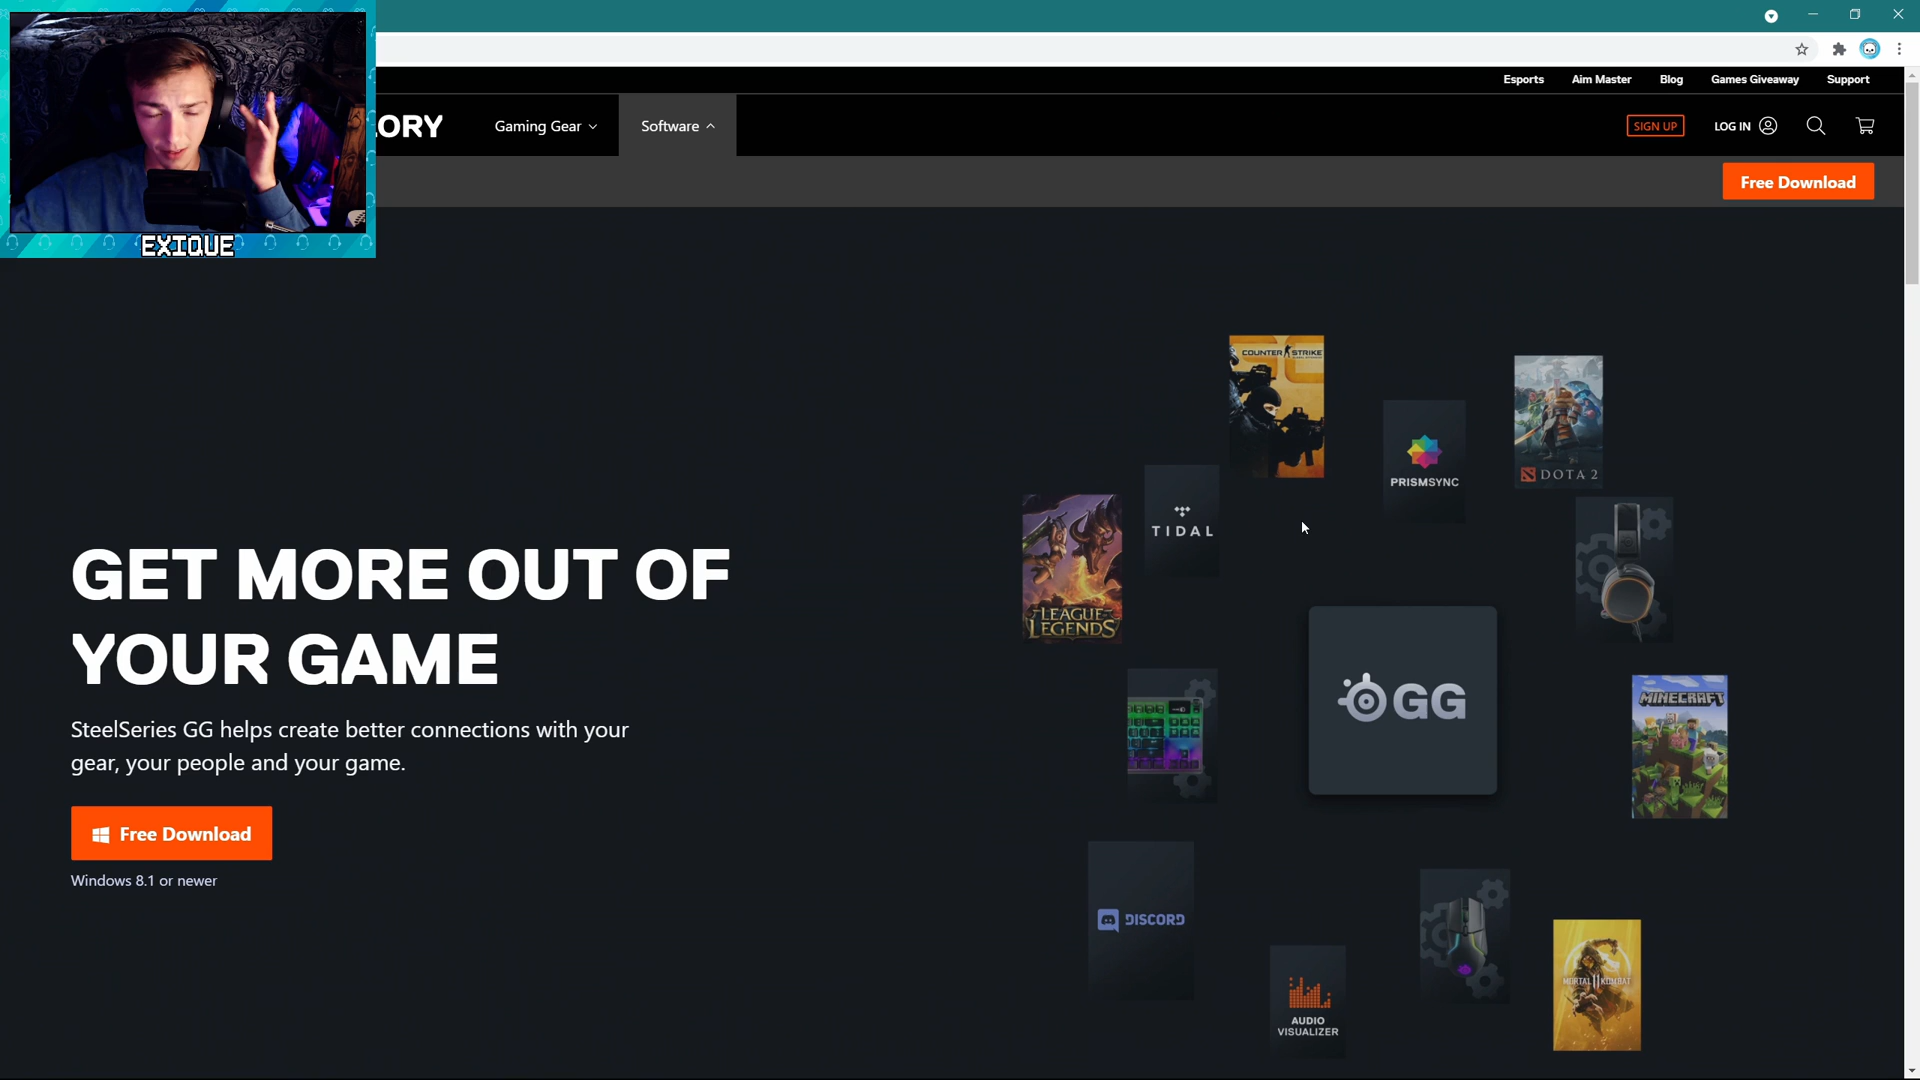 EXIQUE
Esports Aim Master Blog Games Giveaway Support
Gaming Gear Software
SIGN UP LOG IN
Free Download
GET MORE OUT OF
YOUR GAME
SteelSeries GG helps create better connections with your
gear, your people and your game.
Free Download
Windows 8.1 or newer
COUNTER STRIKE
PRISMSYNC
DOTA 2
TIDAL
LEAGUE
LEGENDS
GG
MINECRAFT
DISCORD
AUDIO
VISUALIZER
MORTAL KOMBAT
11